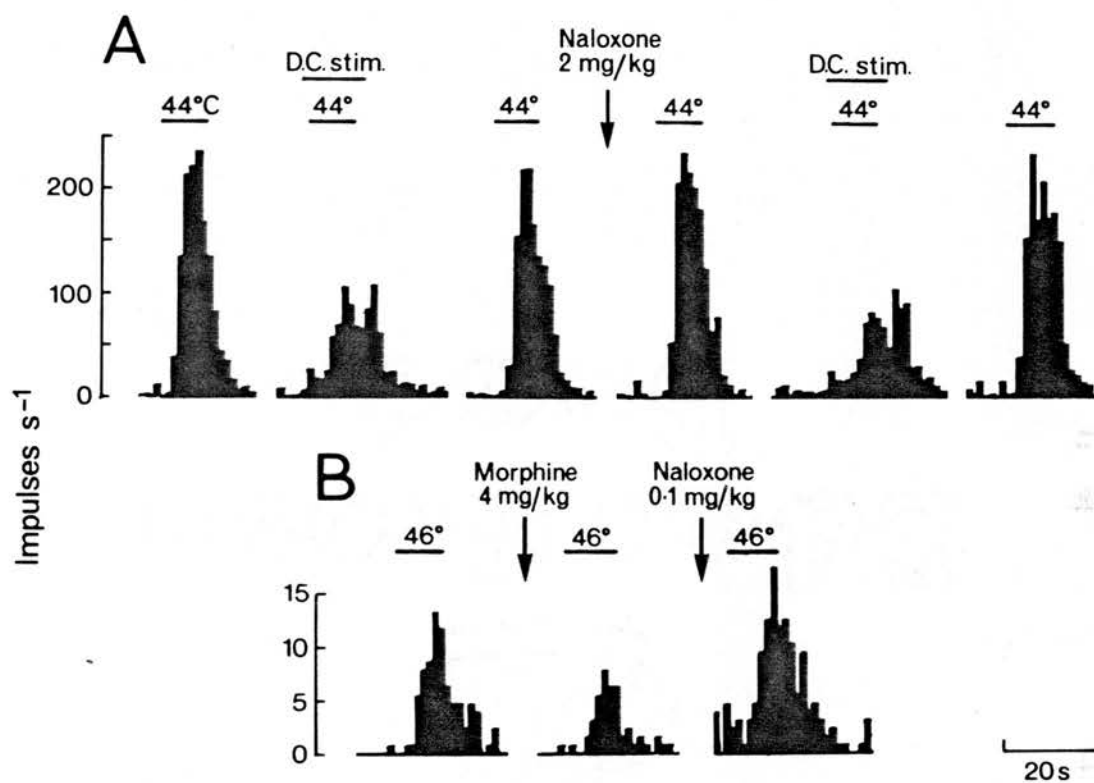 A
Naloxone
2 mg/kg
D.C. stim.
D.C. stim.
44°C
44°
44°
44°
44°
44°
200
100
0
Impulses s⁻¹
B
Morphine
4 mg/kg
Naloxone
0·1 mg/kg
46°
46°
46°
15
10
5
0
20 s